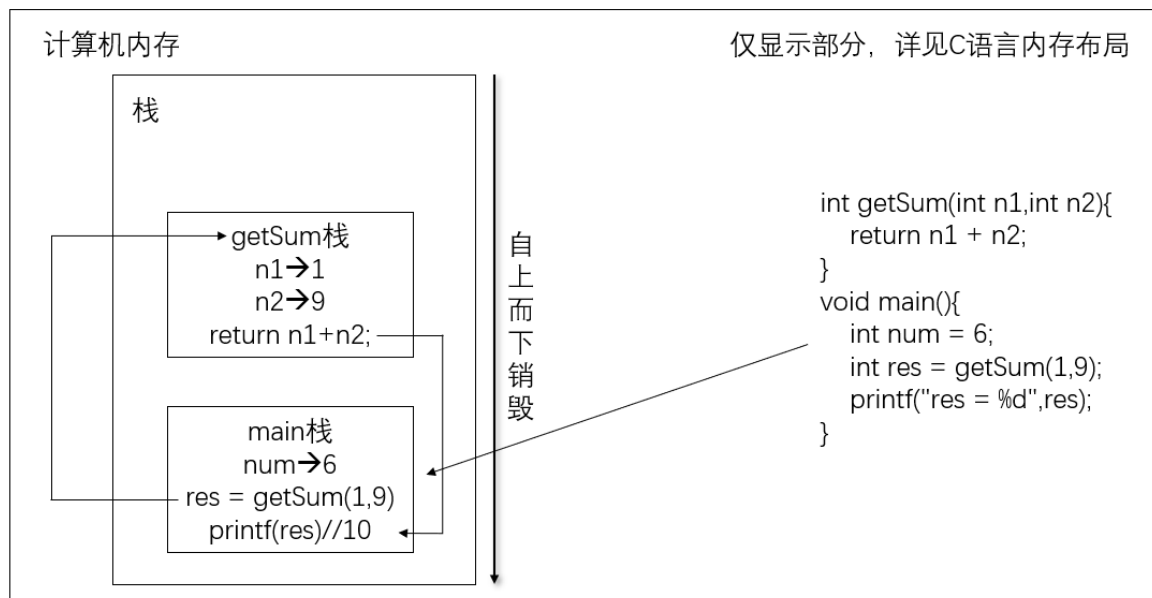 计算机内存
仅显示部分，详见C语言内存布局
栈
getSum栈
n1→1
n2→9
return n1+n2;
main栈
num→6
res = getSum(1,9)
printf(res)//10
自上而下销毁
int getSum(int n1,int n2){
return n1 + n2;
}
void main(){
int num = 6;
int res = getSum(1,9);
printf("res = %d",res);
}